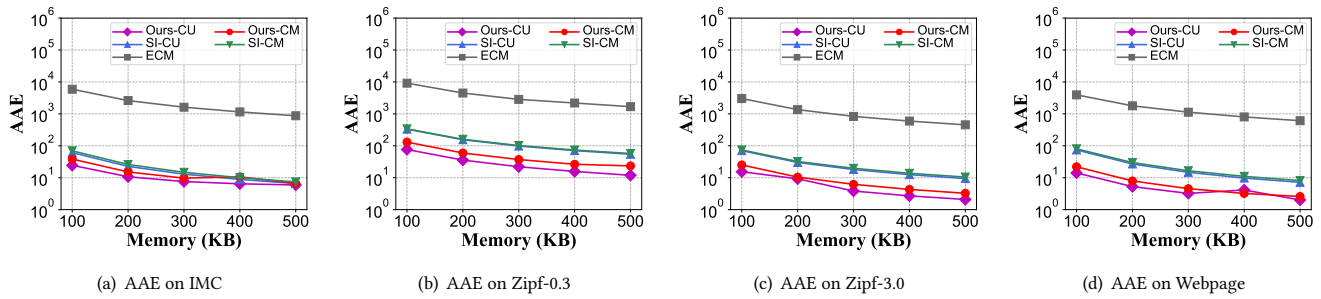 10^6
10^5
10^4
10^3
10^2
10^1
10^0
AAE
Ours-CU Ours-CM
SI-CU SI-CM
ECM
100 200 300 400 500
Memory (KB)
(a) AAE on IMC
10^6
10^5
10^4
10^3
10^2
10^1
10^0
AAE
Ours-CU Ours-CM
SI-CU SI-CM
ECM
100 200 300 400 500
Memory (KB)
(b) AAE on Zipf-0.3
10^6
10^5
10^4
10^3
10^2
10^1
10^0
AAE
Ours-CU Ours-CM
SI-CU SI-CM
ECM
100 200 300 400 500
Memory (KB)
(c) AAE on Zipf-3.0
10^6
10^5
10^4
10^3
10^2
10^1
10^0
AAE
Ours-CU Ours-CM
SI-CU SI-CM
ECM
100 200 300 400 500
Memory (KB)
(d) AAE on Webpage